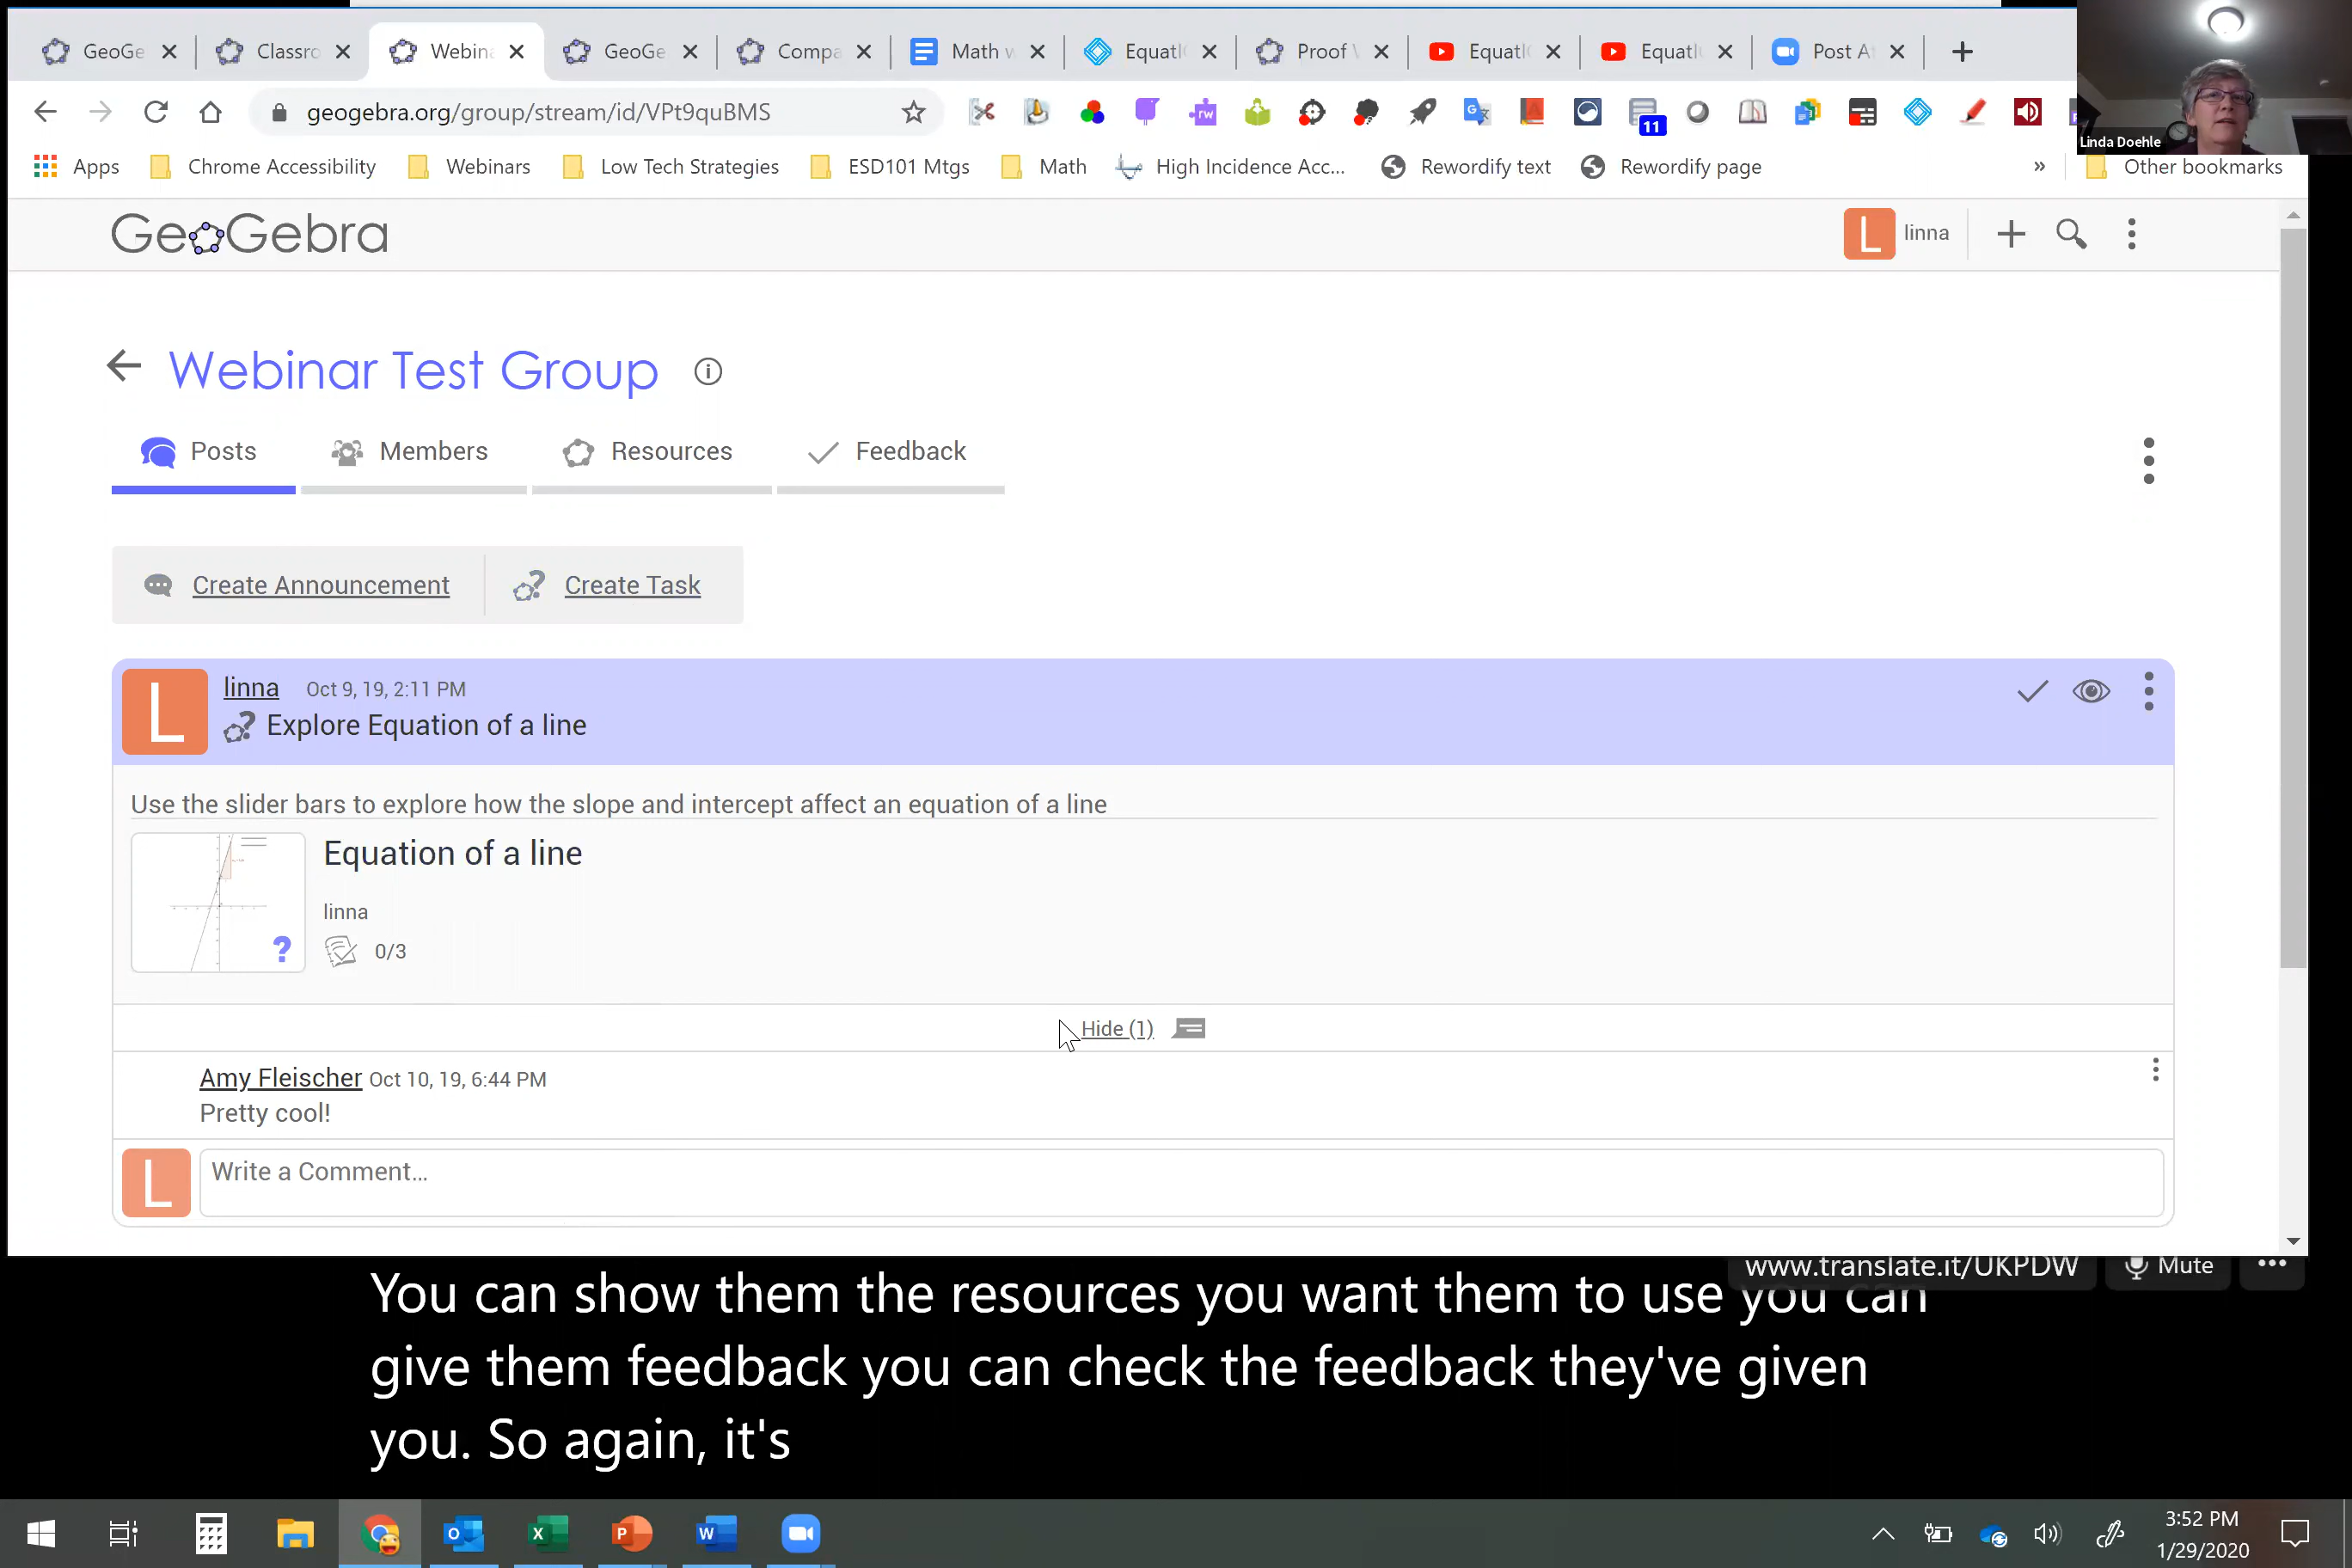 GeoGe
Classro
Webina
GeoGe
Compa
Math w
EquatI
Proof V
EquatI
EquatI
Post At
geogebra.org/group/stream/id/VPt9quBMS
rw
11
Linda Doehle
Apps
Chrome Accessibility
Webinars
Low Tech Strategies
ESD101 Mtgs
Math
High Incidence Acc...
Rewordify text
Rewordify page
»
Other bookmarks
GeoGebra
L
linna
Webinar Test Group
Posts
Members
Resources
Feedback
Create Announcement
Create Task
L
linna Oct 9, 19, 2:11 PM
Explore Equation of a line
Use the slider bars to explore how the slope and intercept affect an equation of a line
Equation of a line
linna
?
0/3
Hide (1)
Amy Fleischer Oct 10, 19, 6:44 PM
Pretty cool!
L
Write a Comment...
www.translate.it/UKPDW
Mute
You can show them the resources you want them to use you can
give them feedback you can check the feedback they've given
you. So again, it's
3:52 PM
1/29/2020